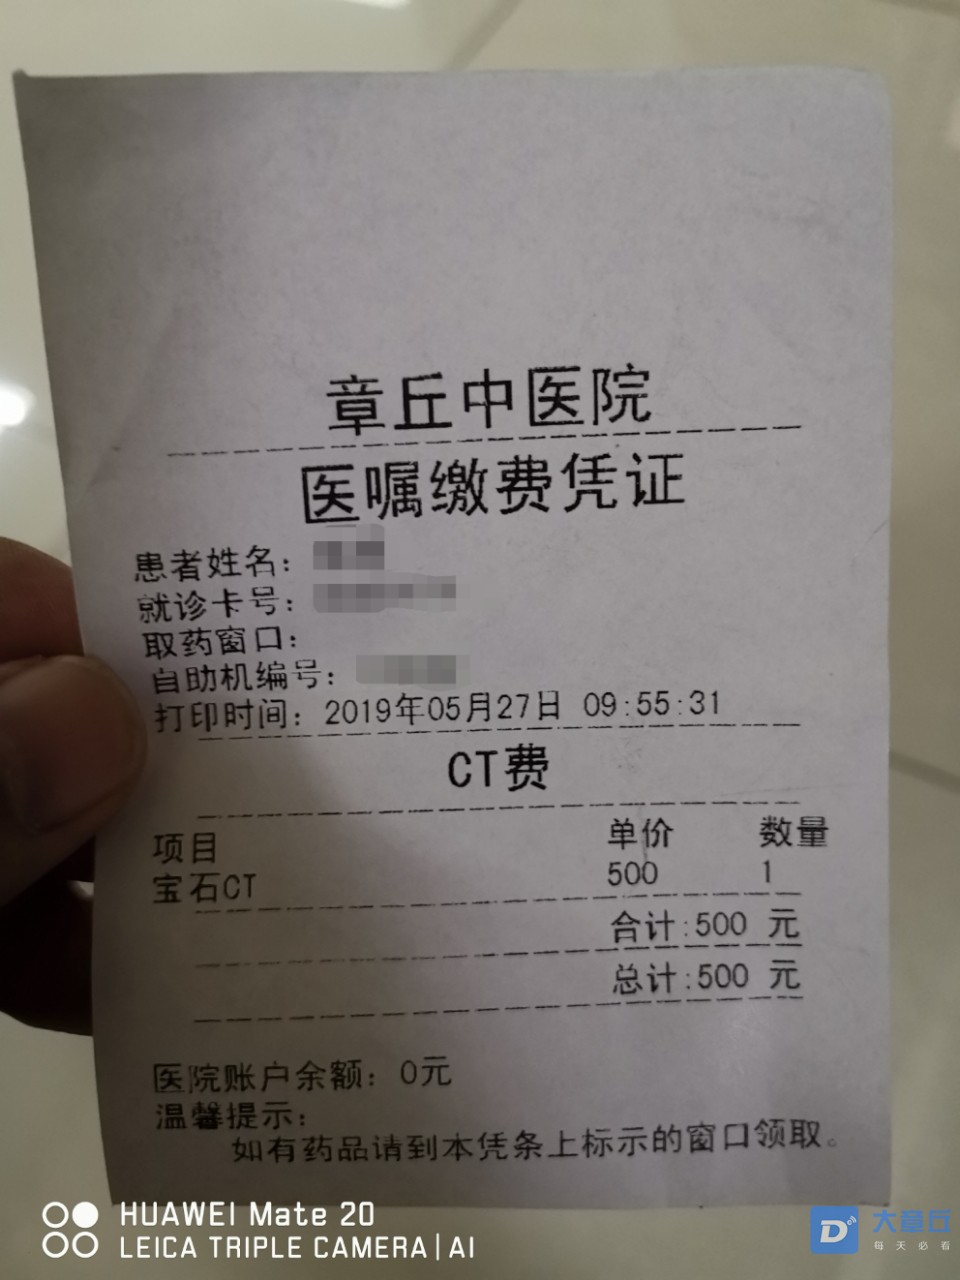 章丘中医院
医嘱缴费凭证
患者姓名：
就诊卡号：
取药窗口：
自助机编号：
打印时间：2019年05月27日 09:55:31
CT费
项目 单价 数量
宝石CT 500 1
合计:500 元
总计:500 元
医院账户余额：0元
温馨提示：
如有药品请到本凭条上标示的窗口领取。
HUAWEI Mate 20
LEICA TRIPLE CAMERA|AI
大章丘
每天必看